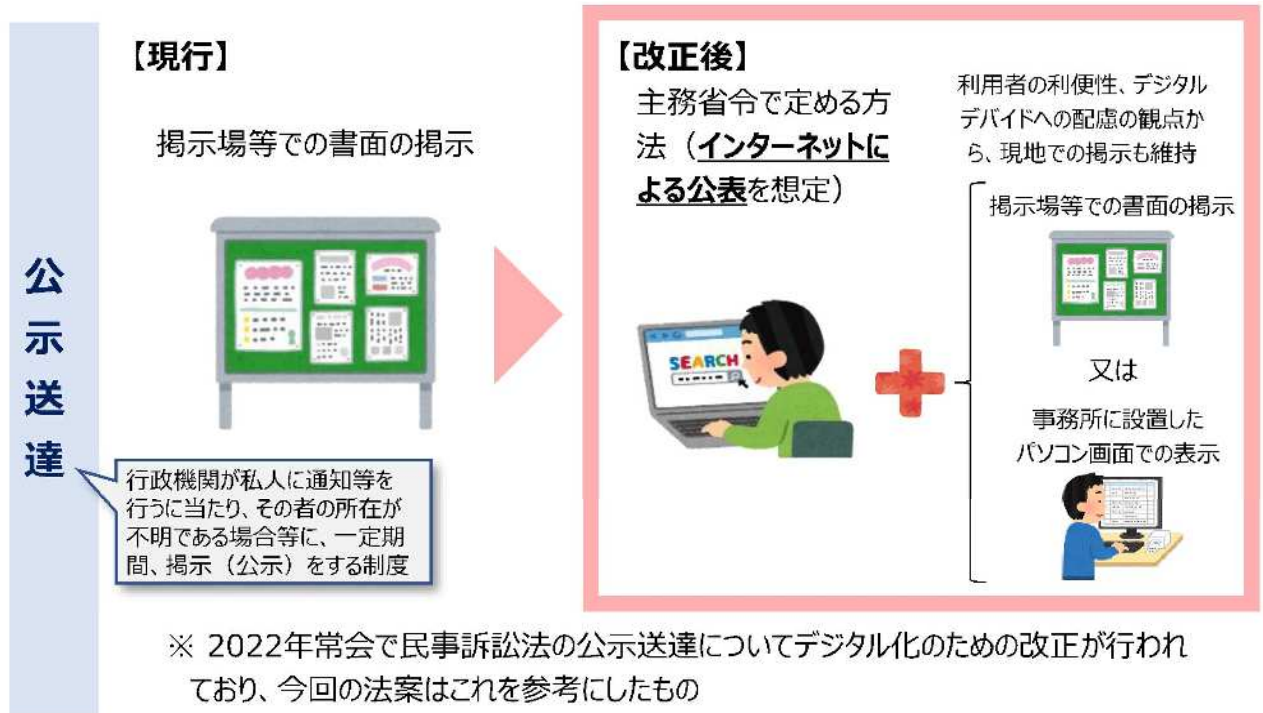 公示送達
【現行】
掲示場等での書面の掲示
行政機関が私人に通知等を
行うに当たり、その者の所在が
不明である場合等に、一定期
間、掲示（公示）をする制度
【改正後】
主務省令で定める方
法（インターネットに
よる公表を想定）
SEARCH
利用者の利便性、デジタル
デバイドへの配慮の観点か
ら、現地での掲示も維持
掲示場等での書面の掲示
又は
事務所に設置した
パソコン画面での表示
※ 2022年常会で民事訴訟法の公示送達についてデジタル化のための改正が行われ
ており、今回の法案はこれを参考にしたもの